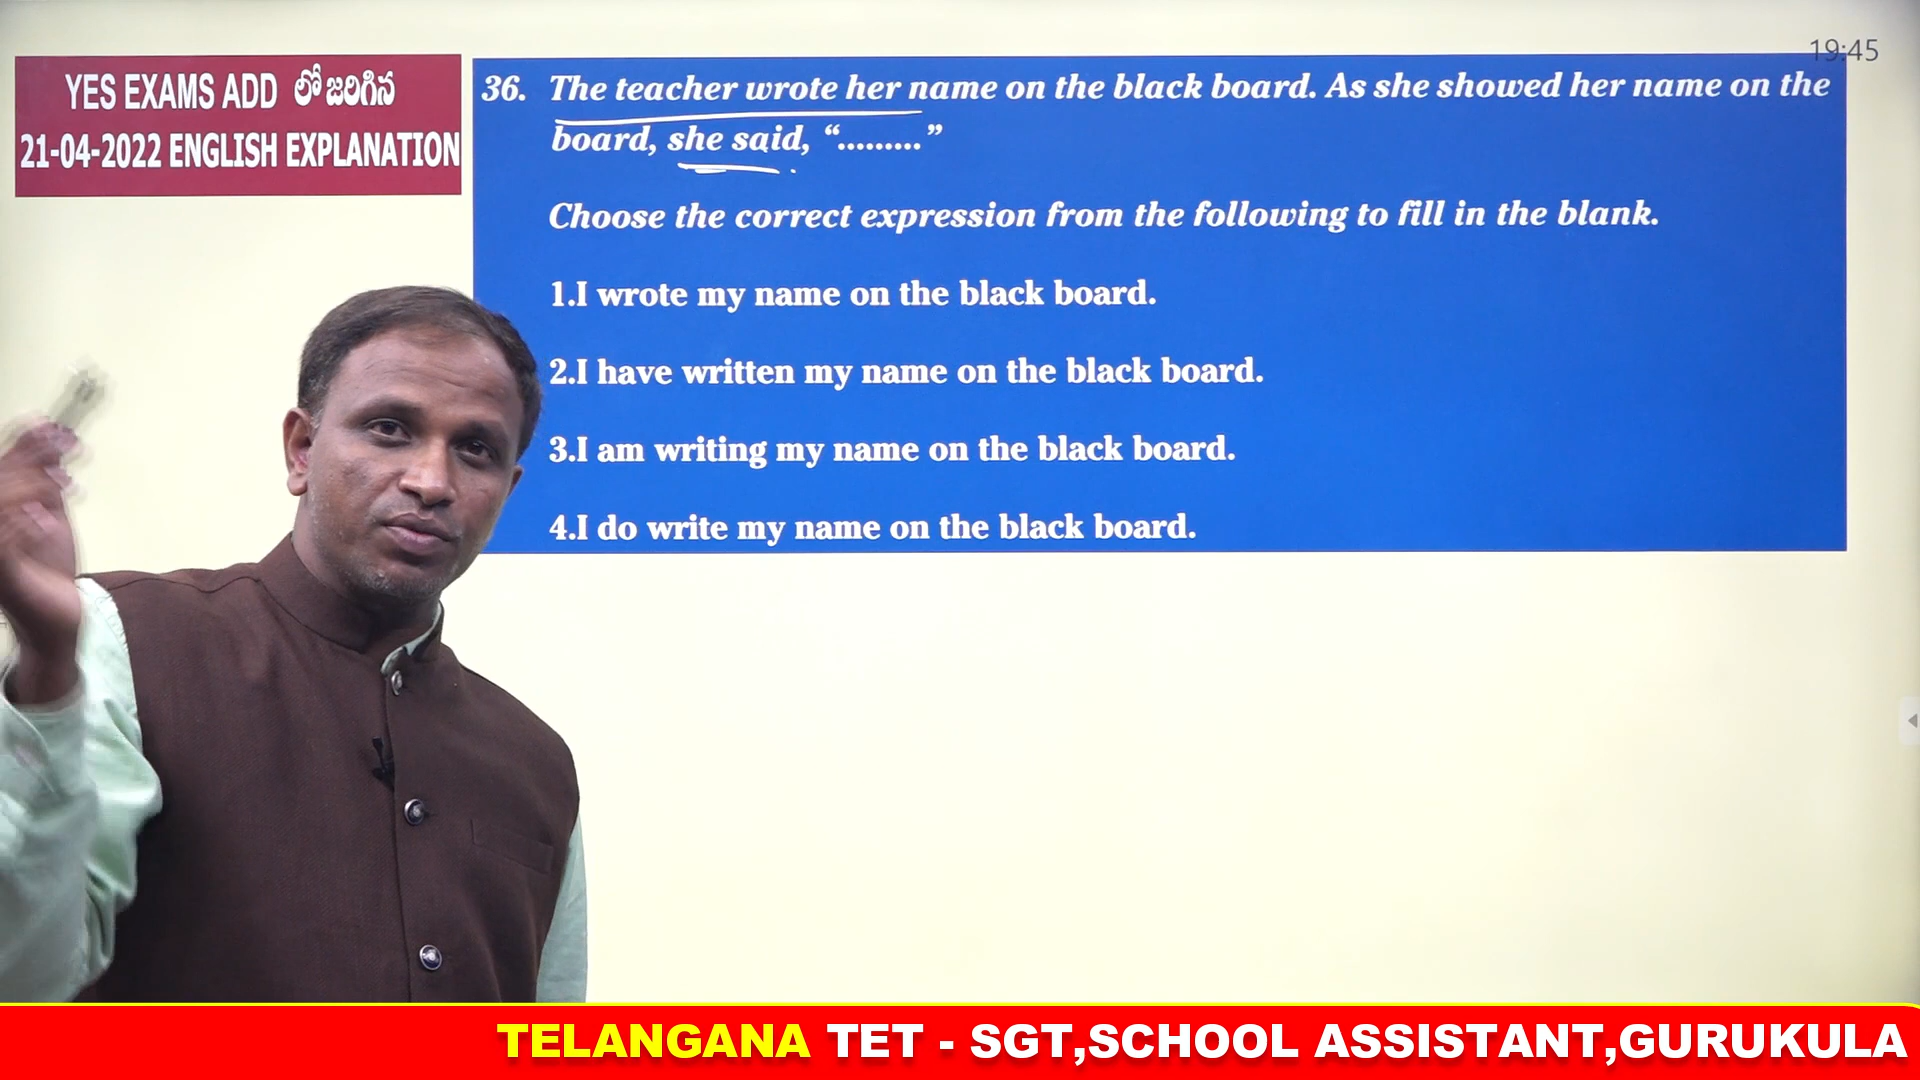 19:45
YES EXAMS ADD లో జరిగిన
21-04-2022 ENGLISH EXPLANATION
36. The teacher wrote her name on the black board. As she showed her name on the
board, she said, “.........”
Choose the correct expression from the following to fill in the blank.
1.I wrote my name on the black board.
2.I have written my name on the black board.
3.I am writing my name on the black board.
4.I do write my name on the black board.
TELANGANA TET - SGT,SCHOOL ASSISTANT,GURUKULA